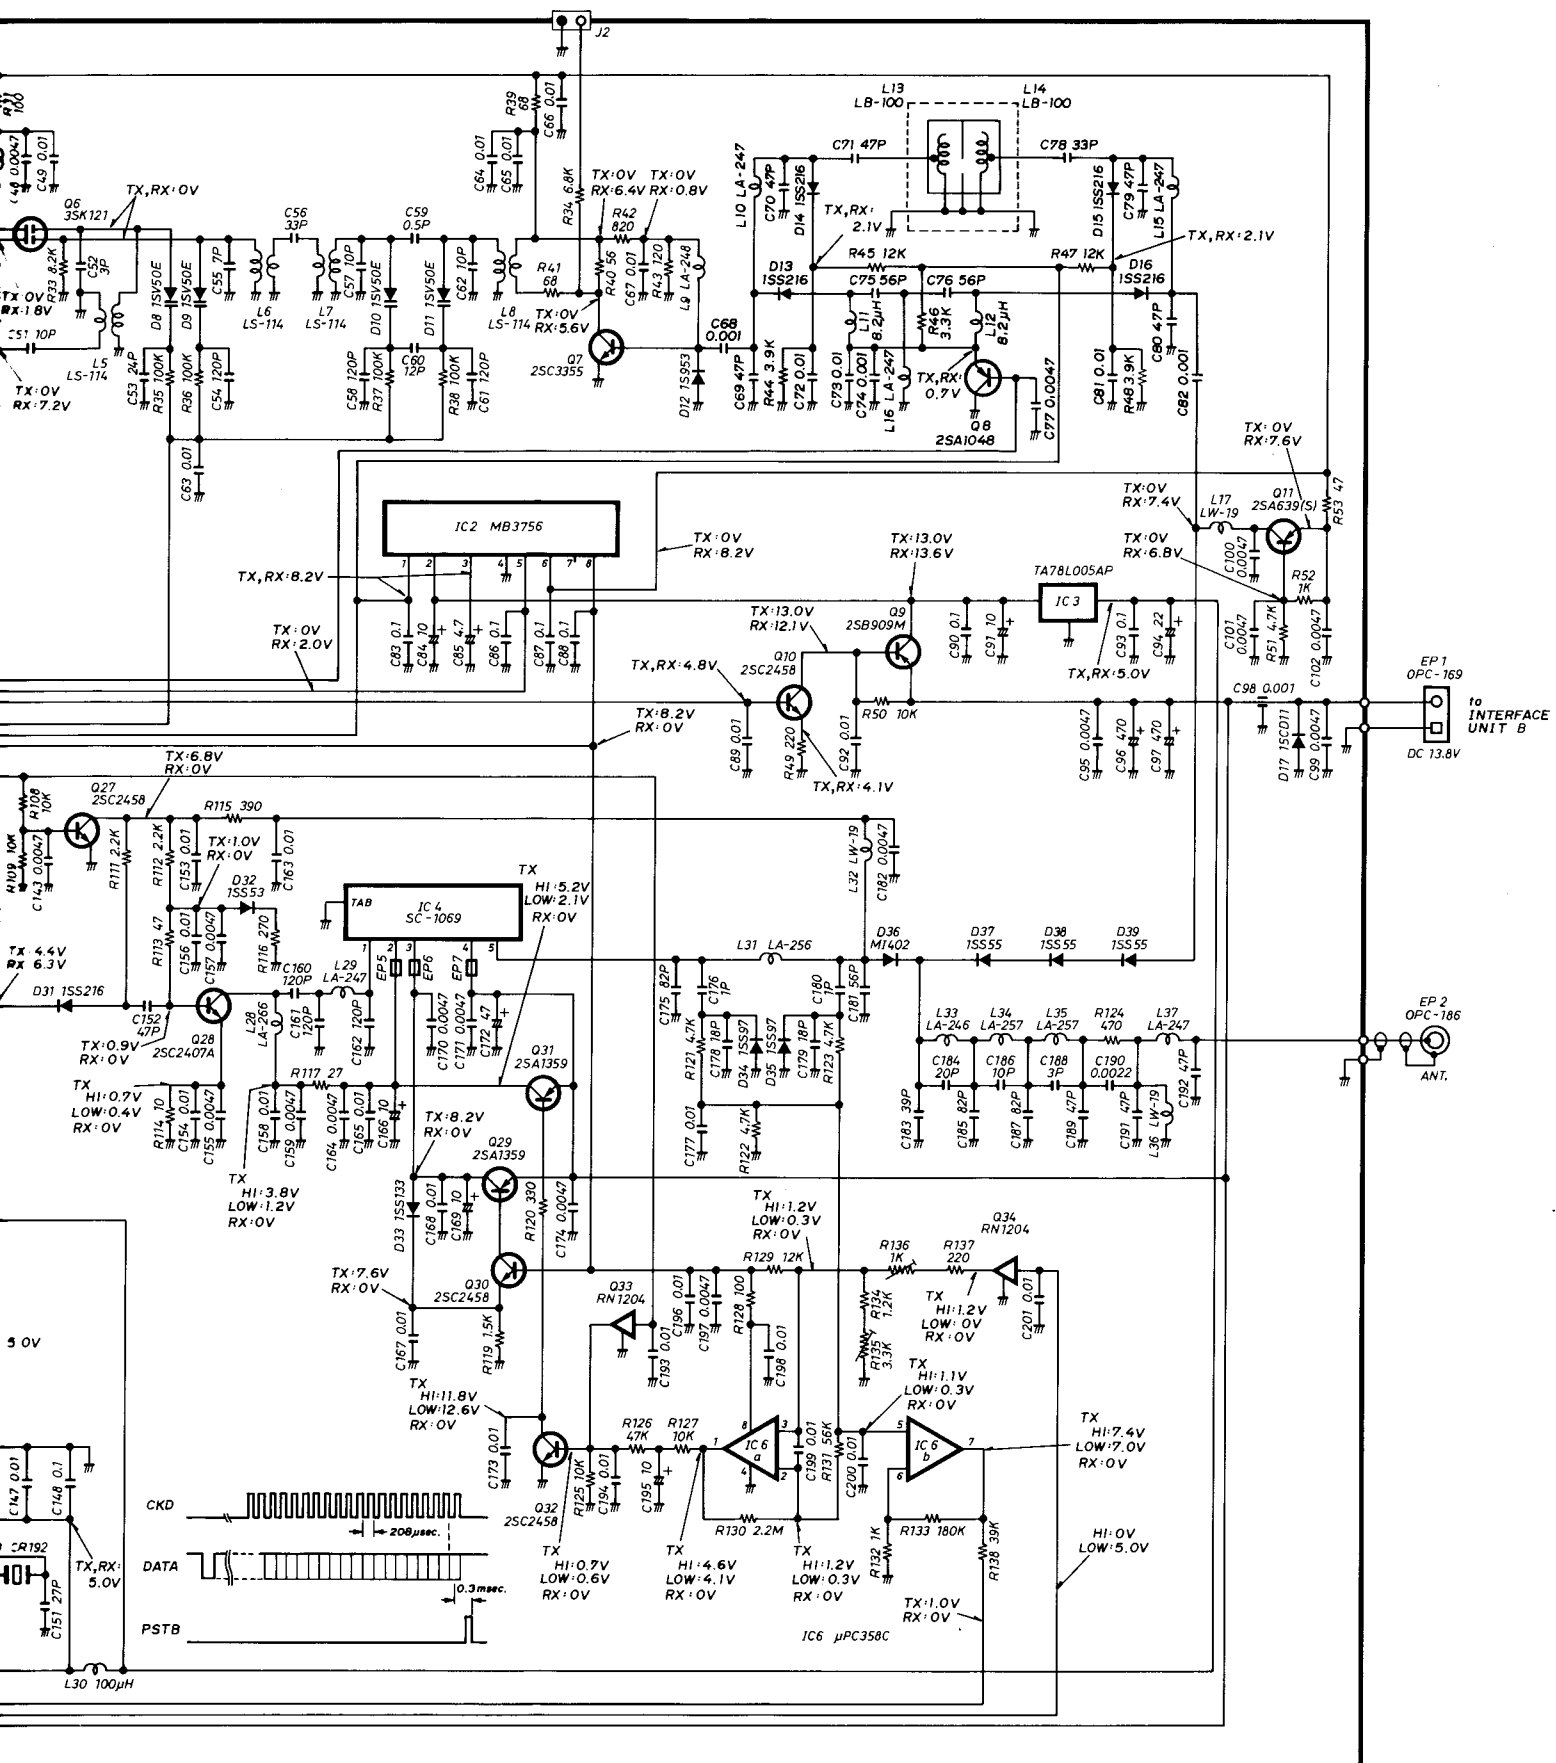 J2
R39 68
C66 0.01
C64 0.01
C65 0.01
R34 6.8K
100
0.0047
C49 0.01
TX,RX:0V
Q6
3SK121
R33 8.2K
C52 3P
TX:0V
RX:1.8V
C51 10P
L5
LS-114
TX:0V
RX:7.2V
D8 1SV50E
D9 1SV50E
C55 7P
L6
LS-114
C56
33P
L7
LS-114
C57 10P
C59
0.5P
D10 1SV50E
D11 1SV50E
C62 10P
L8
LS-114
C53 24P
R35 100K
R36 100K
C54 120P
C63 0.01
C58 120P
R37 100K
C60
12P
R38 100K
C61 120P
TX:0V
RX:6.4V
TX:0V
RX:0.8V
R42
820
R41
68
R40 56
C67 0.01
R43 120
L9 LA-248
TX:0V
RX:5.6V
Q7
2SC3355
C68
0.001
D12 1S953
L13
LB-100
L14
LB-100
C71 47P
C78 33P
L10 LA-247
C70 47P
D14 1SS216
TX,RX:
2.1V
D15 1SS216
C79 47P
L15 LA-247
TX,RX:2.1V
R45 12K
R47 12K
D13
1SS216
C75 56P
C76 56P
D16
1SS216
L11
8.2μH
R46
3.3K
L12
8.2μH
C69 47P
R44 3.9K
C72 0.01
C73 0.01
C74 0.001
L16 LA-247
TX,RX:
0.7V
Q8
2SA1048
C77 0.0047
C81 0.01
R48 3.9K
C80 47P
C82 0.001
IC2 MB3756
1 2 3 4 5 6 7 8
TX,RX:8.2V
TX:0V
RX:8.2V
TX:0V
RX:2.0V
C83 0.1
C84 10
C85 4.7
C86 0.1
C87 0.1
C88 0.1
TX:13.0V
RX:13.6V
TX:13.0V
RX:12.1V
Q9
2SB909M
TX,RX:4.8V
Q10
2SC2458
R50 10K
C89 0.01
R49 220
C92 0.01
TX,RX:4.1V
TX:8.2V
RX:0V
C90 0.1
C91 10
TA78L005AP
IC3
C93 0.1
C94 22
TX,RX:5.0V
C95 0.0047
C96 470
C97 470
TX:0V
RX:7.6V
TX:0V
RX:7.4V
L17
LW-19
Q11
2SA639(S)
R53 47
TX:0V
RX:6.8V
C100
0.0047
R52
1K
C101
0.0047
R51 4.7K
C102 0.0047
C98 0.001
D17 15CD11
C99 0.0047
EP1
OPC-169
to
INTERFACE
UNIT B
DC 13.8V
TX:6.8V
RX:0V
R108
10K
Q27
2SC2458
R109 10K
C143 0.0047
R111 2.2K
R112 2.2K
C153 0.01
R115 390
TX:1.0V
RX:0V
C163 0.01
D32
1SS53
R113 47
C156 0.01
C157 0.0047
R116 270
TX 4.4V
RX 6.3V
D31 1SS216
C152
47P
TX:0.9V
RX:0V
Q28
2SC2407A
L28
LA-266
C160
120P
C161
120P
L29
LA-247
C162 120P
TAB
IC4
SC-1069
1 2 3 4 5
EP5
EP6
EP7
TX
HI:5.2V
LOW:2.1V
RX:0V
C170 0.0047
C171 0.0047
C172 47
TX
HI:0.7V
LOW:0.4V
RX:0V
R114 10
C154 0.01
C155 0.0047
R117 27
C158 0.01
C159 0.0047
C164 0.0047
C165 0.01
C166 10
TX
HI:3.8V
LOW:1.2V
RX:0V
Q31
2SA1359
TX:8.2V
RX:0V
Q29
2SA1359
D33 1SS133
C168 0.01
C169 10
R120 330
C174 0.0047
TX:7.6V
RX:0V
Q30
2SC2458
C167 0.01
R119 1.5K
L32 LW-19
C182 0.0047
L31 LA-256
D36
MI402
D37
1SS55
D38
1SS55
D39
1SS55
C175 82P
C176
1P
C180
1P
C181 56P
R121 4.7K
C178 18P
D34 1SS97
D35 1SS97
C179 18P
R123 4.7K
C177 0.01
R122 4.7K
L33
LA-246
L34
LA-257
L35
LA-257
R124
470
L37
LA-247
C184
20P
C186
10P
C188
3P
C190
0.0022
C192 47P
C183 39P
C185 82P
C187 82P
C189 47P
C191 47P
L36 LW-19
EP2
OPC-186
ANT.
TX
HI:1.2V
LOW:0.3V
RX:0V
R129 12K
R136
1K
R137
220
Q34
RN1204
Q33
RN1204
C196 0.01
C197 0.0047
R128 100
C198 0.01
R134
1.2K
R135
3.3K
TX
HI:1.2V
LOW:0V
RX:0V
C201 0.01
C193 0.01
TX
HI:11.8V
LOW:12.6V
RX:0V
C173 0.01
Q32
2SC2458
R125 10K
C194 0.01
R126
47K
C195 10
R127
10K
1 8 4 3 2
IC6
a
C199 0.01
R131 56K
C200 0.01
TX
HI:1.1V
LOW:0.3V
RX:0V
5 6 7
IC6
b
TX
HI:7.4V
LOW:7.0V
RX:0V
R130 2.2M
R132 1K
R133 180K
R138 39K
HI:0V
LOW:5.0V
TX
HI:0.7V
LOW:0.6V
RX:0V
TX
HI:4.6V
LOW:4.1V
RX:0V
TX
HI:1.2V
LOW:0.3V
RX:0V
TX:1.0V
RX:0V
IC6 μPC358C
5 0V
C147 0.01
C148 0.1
CR192
TX,RX:
5.0V
C151 27P
L30 100μH
CKD
208μsec.
DATA
0.3msec.
PSTB